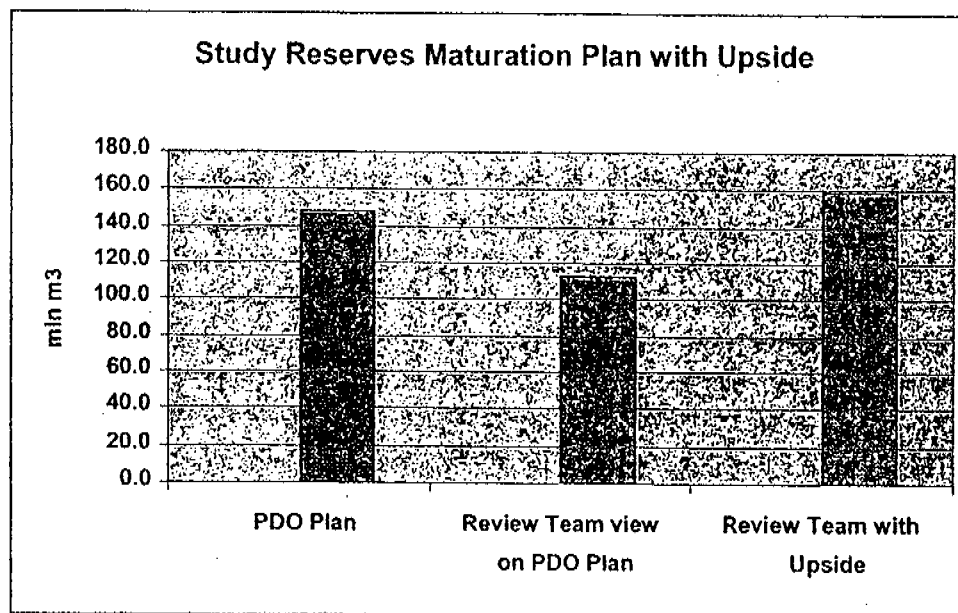 Study Reserves Maturation Plan with Upside
180.0
160.0
140.0
120.0
100.0
80.0
60.0
40.0
20.0
0.0
mln m3
PDO Plan
Review Team view
on PDO Plan
Review Team with
Upside